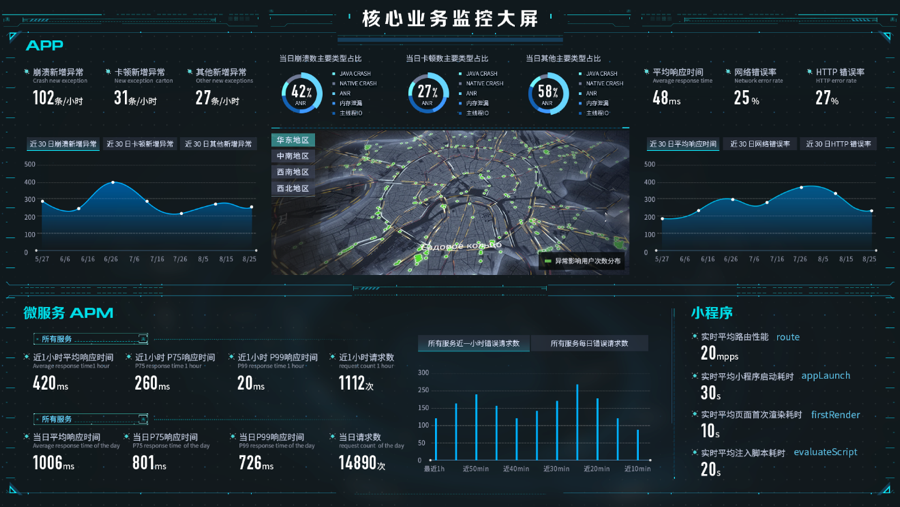 核心业务监控大屏
APP
崩溃新增异常
Crash new exception
102条/小时
卡顿新增异常
New exception carton
31条/小时
其他新增异常
Other new exceptions
27条/小时
近30日崩溃新增异常
近30日卡顿新增异常
近30日其他新增异常
500
400
300
200
100
0
5/27 6/6 6/16 6/26 7/6 7/16 7/26 8/5 8/15 8/25
当日崩溃数主要类型占比
42%
ANR
JAVA CRASH
NATIVE CRASH
ANR
内存泄漏
主线程IO
当日卡顿数主要类型占比
27%
ANR
JAVA CRASH
NATIVE CRASH
ANR
内存泄漏
主线程IO
当日其他主要类型占比
58%
ANR
JAVA CRASH
NATIVE CRASH
ANR
内存泄漏
主线程IO
华东地区
中南地区
西南地区
西北地区
Садовое кольцо
异常影响用户次数分布
平均响应时间
Average response time
48ms
网络错误率
Network error rate
25%
HTTP 错误率
HTTP error rate
27%
近30日平均响应时间
近30日网络错误率
近30日HTTP 错误率
500
400
300
200
100
0
5/27 6/6 6/16 6/26 7/6 7/16 7/26 8/5 8/15 8/25
微服务 APM
所有服务
近1小时平均响应时间
Average response time1 hour
420ms
近1小时 P75响应时间
P75 response time 1 hour
260ms
近1小时 P99响应时间
P99 response time 1 hour
20ms
近1小时请求数
request count 1 hour
1112次
所有服务
当日平均响应时间
Average response time of the day
1006ms
当日P75响应时间
P75 response time of the day
801ms
当日P99响应时间
P99 response time of the day
726ms
当日请求数
request count of the day
14890次
所有服务近一小时错误请求数
所有服务每日错误请求数
300
200
150
100
50
0
最近1h 近50min 近40min 近30min 近20min 近10min
小程序
实时平均路由性能 route
20mpps
实时平均小程序启动耗时 appLaunch
30s
实时平均页面首次渲染耗时 firstRender
10s
实时平均注入脚本耗时 evaluateScript
20s